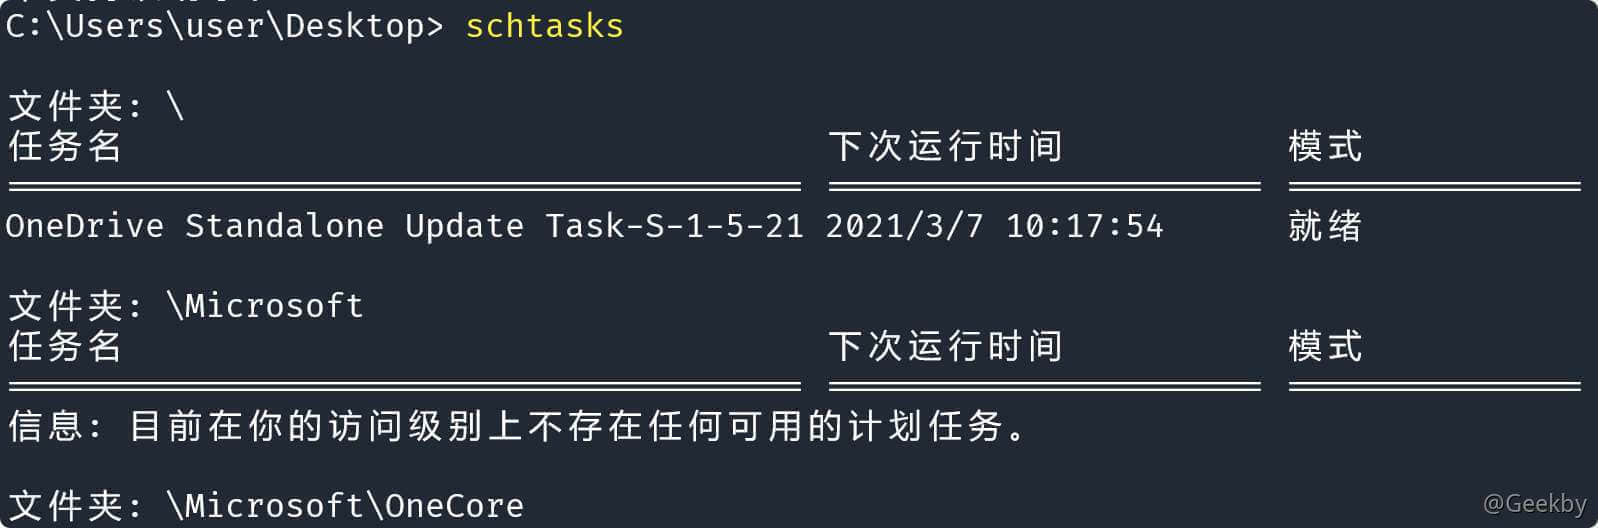 C:\Users\user\Desktop> schtasks
文件夹: \
任务名 下次运行时间 模式
OneDrive Standalone Update Task-S-1-5-21 2021/3/7 10:17:54 就绪
文件夹: \Microsoft
任务名 下次运行时间 模式
信息: 目前在你的访问级别上不存在任何可用的计划任务。
文件夹: \Microsoft\OneCore
@Geekby